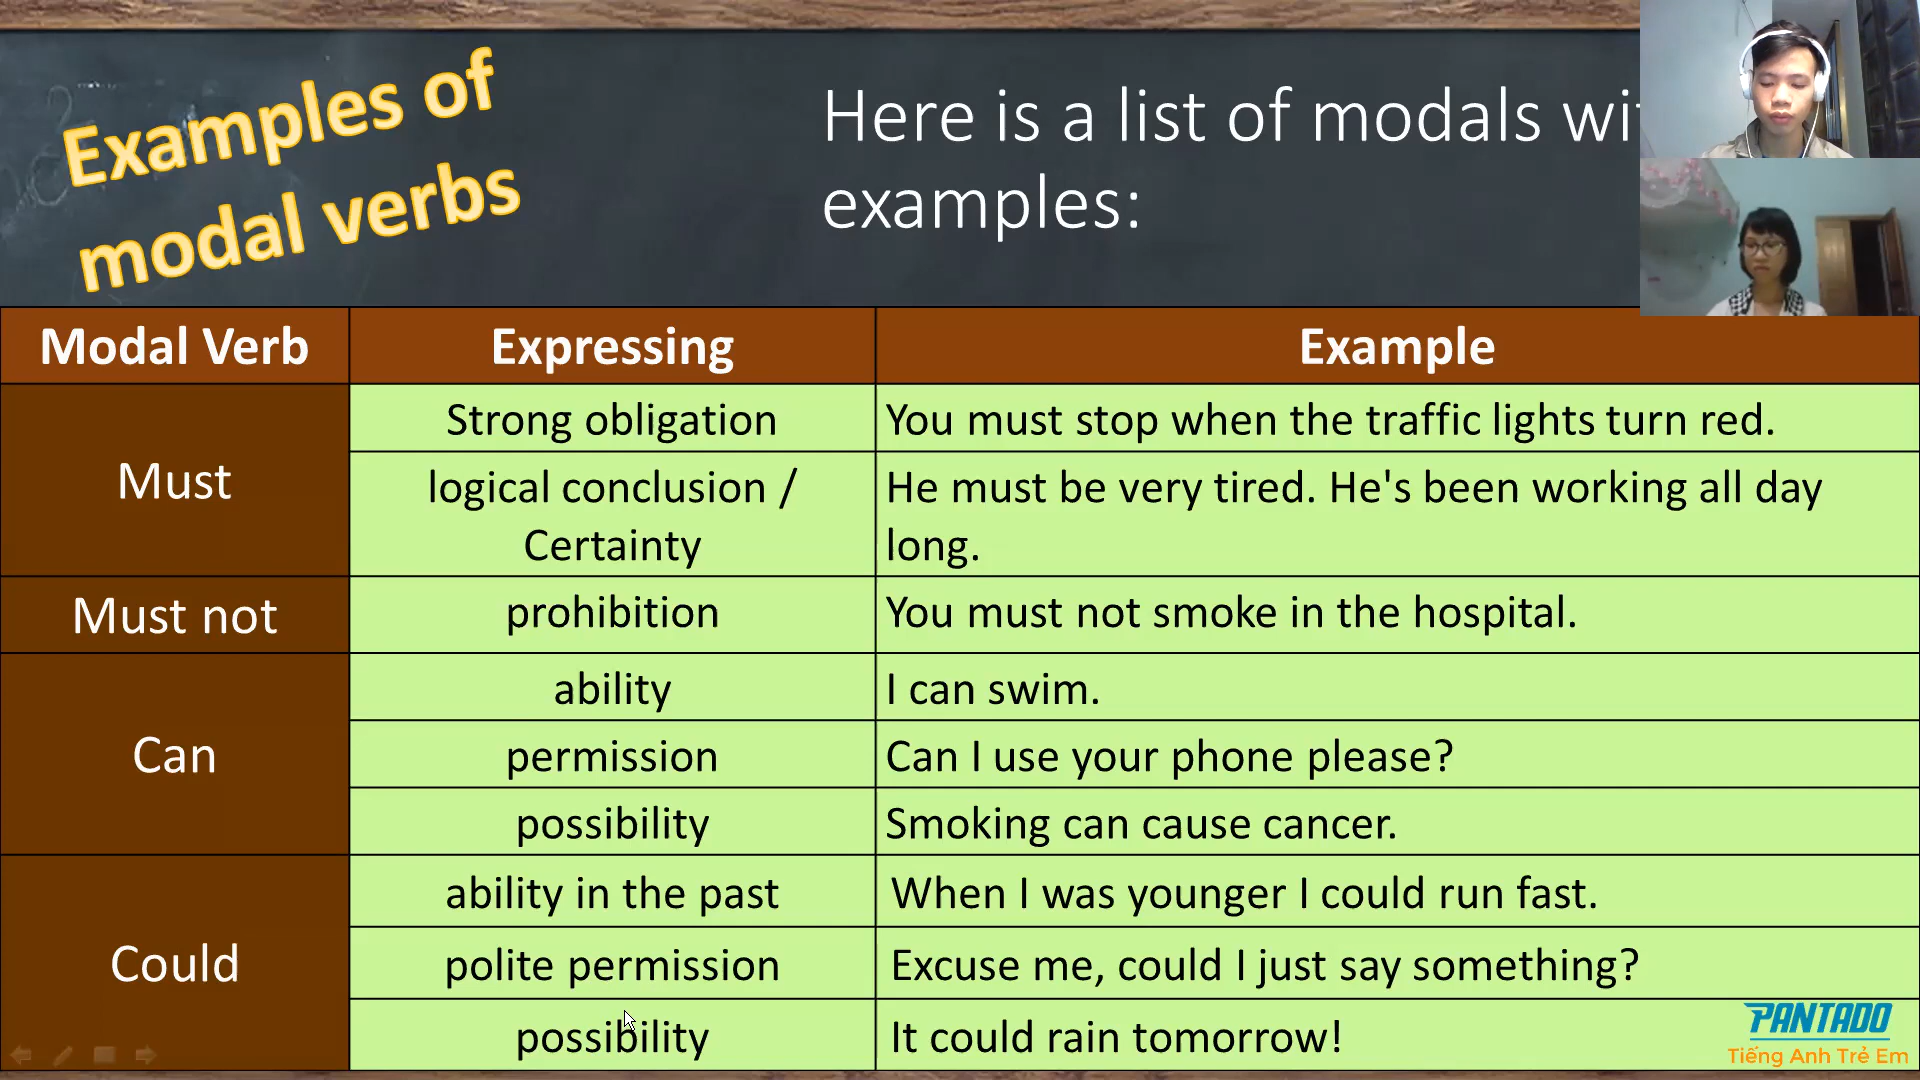 Examples of
modal verbs
Here is a list of modals
examples:
Modal Verb
Expressing
Example
Must
Strong obligation
You must stop when the traffic lights turn red.
logical conclusion /
Certainty
He must be very tired. He's been working all day
long.
Must not
prohibition
You must not smoke in the hospital.
Can
ability
I can swim.
permission
Can I use your phone please?
possibility
Smoking can cause cancer.
Could
ability in the past
When I was younger I could run fast.
polite permission
Excuse me, could I just say something?
possibility
It could rain tomorrow!
PANTADO
Tiếng Anh Trẻ Em